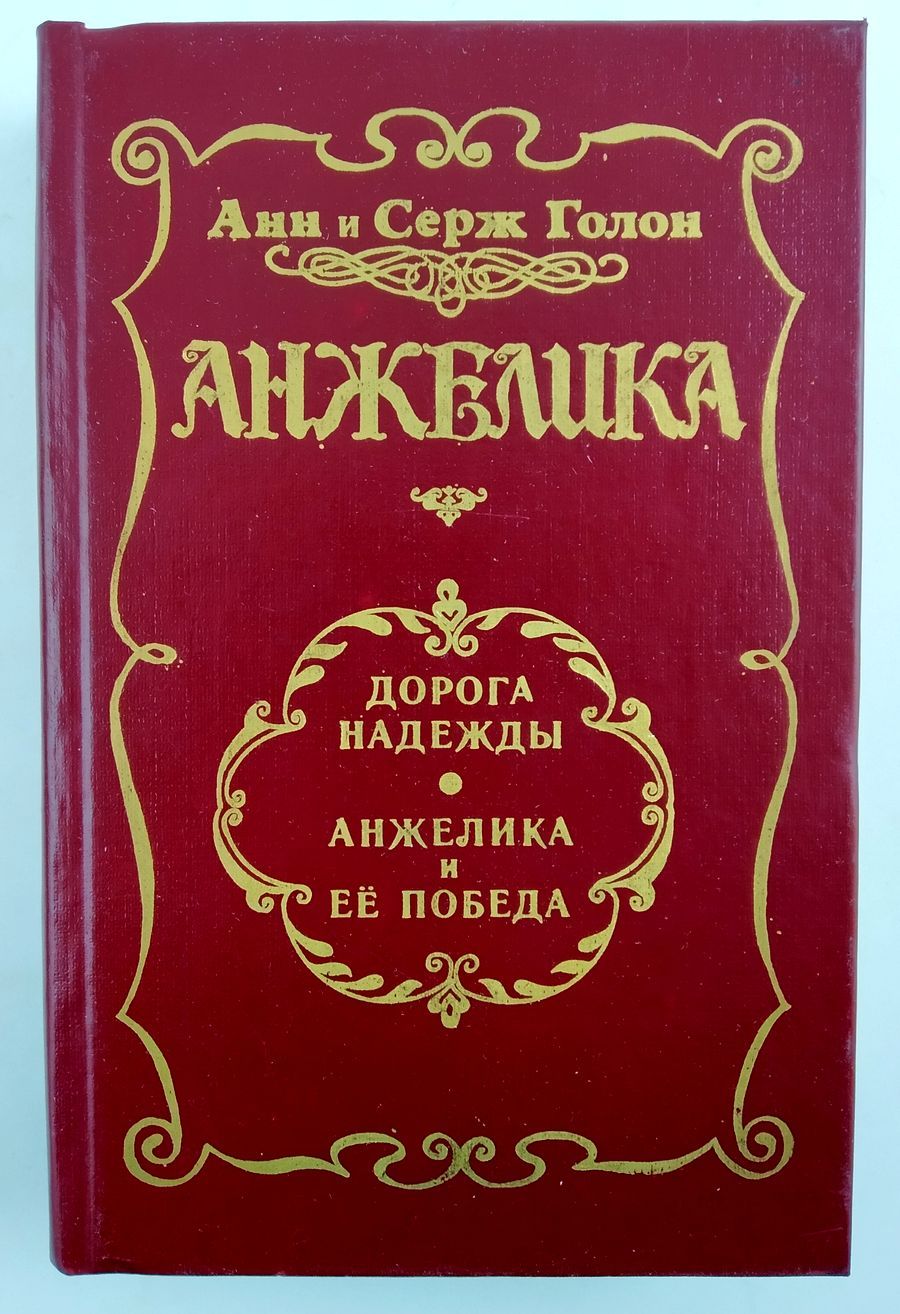 Анн и Серж Голон
АНЖЕЛИКА
ДОРОГА
НАДЕЖДЫ
АНЖЕЛИКА
и
ЕЁ ПОБЕДА